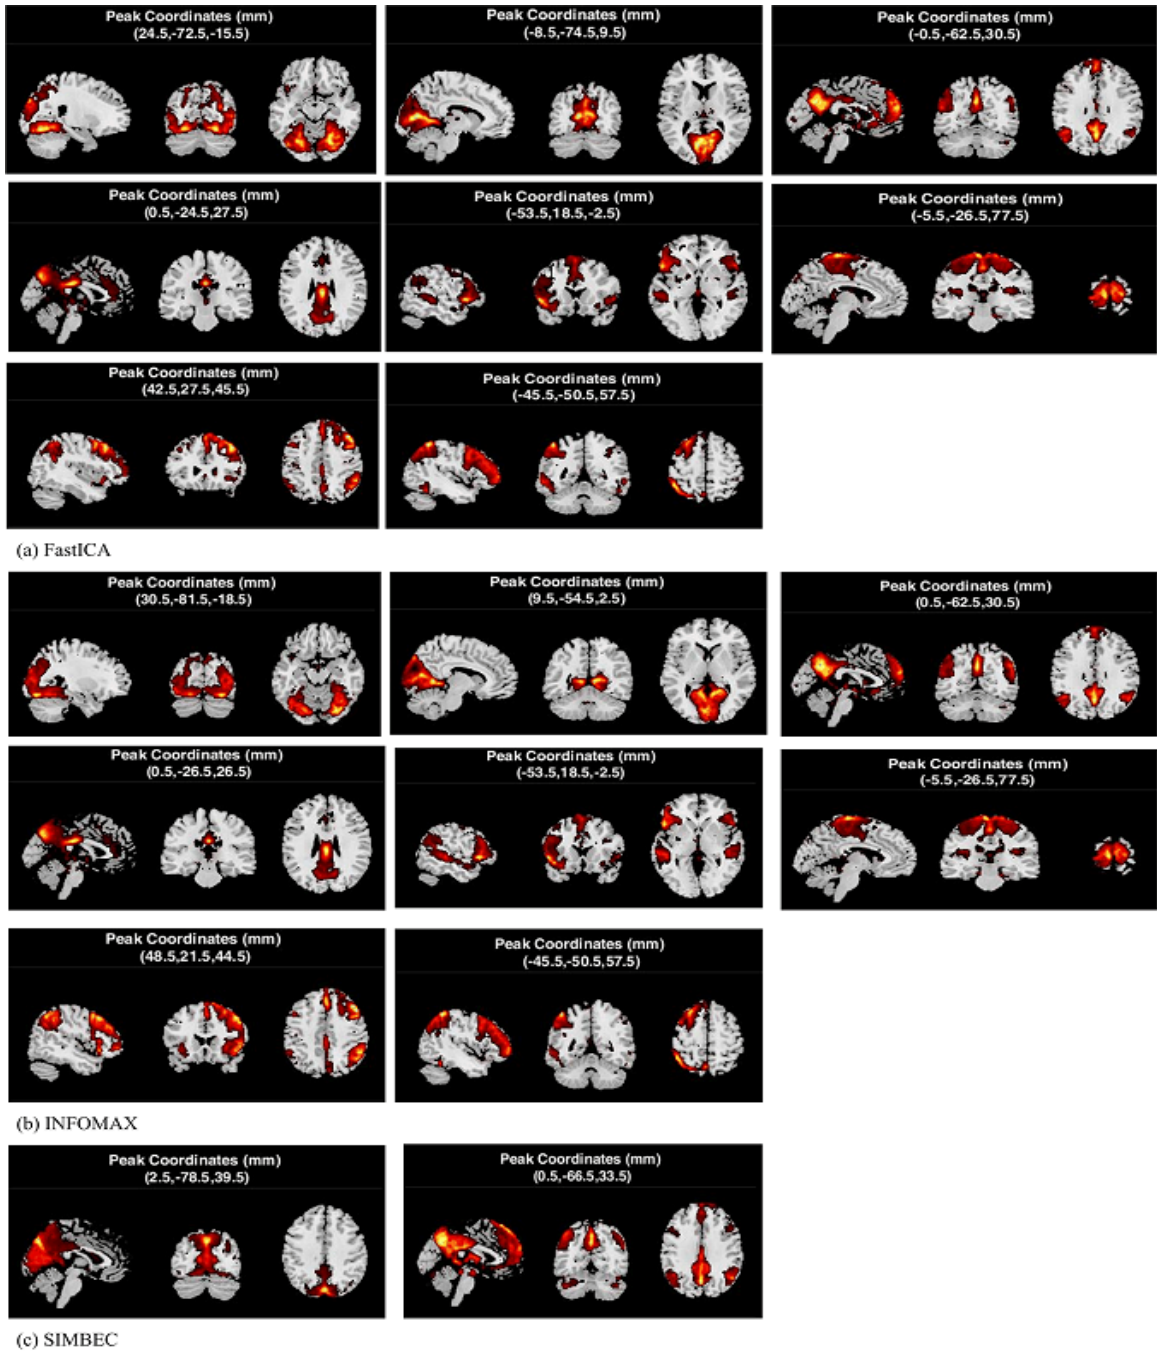 Peak Coordinates (mm)
(24.5,-72.5,-15.5)
Peak Coordinates (mm)
(-8.5,-74.5,9.5)
Peak Coordinates (mm)
(-0.5,-62.5,30.5)
Peak Coordinates (mm)
(0.5,-24.5,27.5)
Peak Coordinates (mm)
(-53.5,18.5,-2.5)
Peak Coordinates (mm)
(-5.5,-26.5,77.5)
Peak Coordinates (mm)
(42.5,27.5,45.5)
Peak Coordinates (mm)
(-45.5,-50.5,57.5)
(a) FastICA
Peak Coordinates (mm)
(30.5,-81.5,-18.5)
Peak Coordinates (mm)
(9.5,-54.5,2.5)
Peak Coordinates (mm)
(0.5,-62.5,30.5)
Peak Coordinates (mm)
(0.5,-26.5,26.5)
Peak Coordinates (mm)
(-53.5,18.5,-2.5)
Peak Coordinates (mm)
(-5.5,-26.5,77.5)
Peak Coordinates (mm)
(48.5,21.5,44.5)
Peak Coordinates (mm)
(-45.5,-50.5,57.5)
(b) INFOMAX
Peak Coordinates (mm)
(2.5,-78.5,39.5)
Peak Coordinates (mm)
(0.5,-66.5,33.5)
(c) SIMBEC